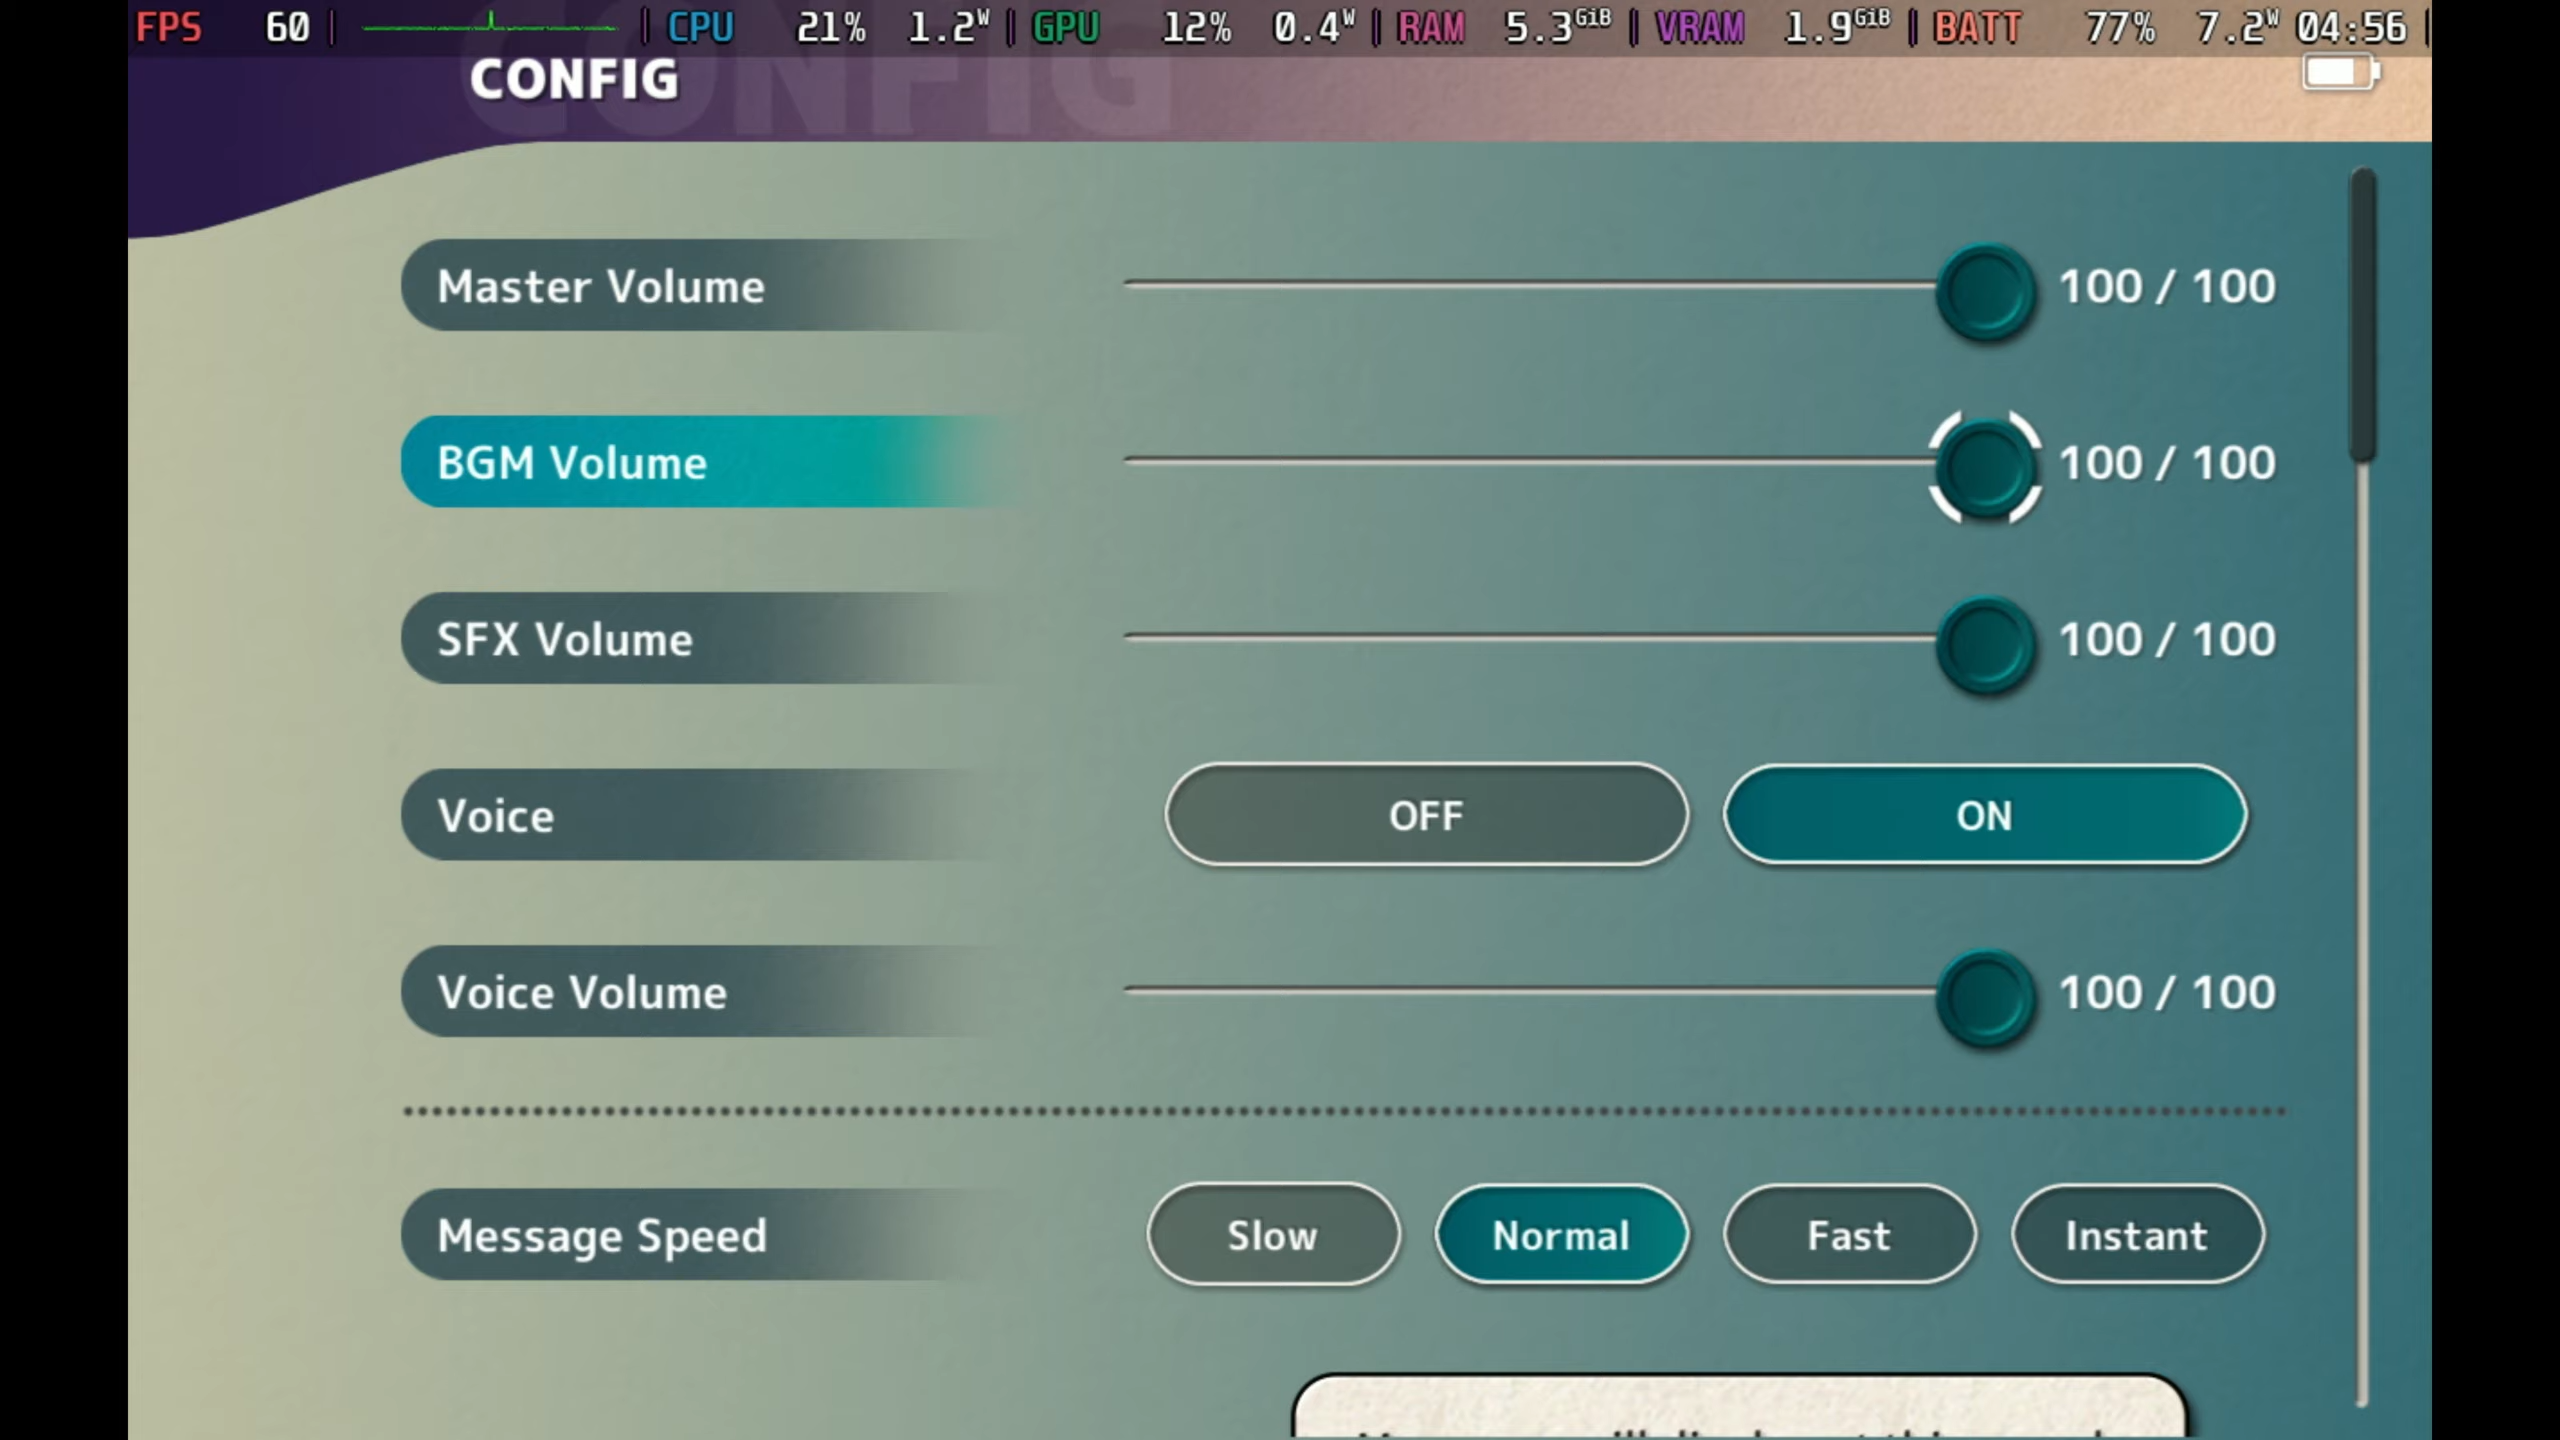 FPS 60 CPU 21% 1.2W GPU 12% 0.4W RAM 5.3GiB VRAM 1.9GiB BATT 77% 7.2W 04:56
CONFIG
CONFIG
Master Volume 100 / 100
BGM Volume 100 / 100
SFX Volume 100 / 100
Voice OFF ON
Voice Volume 100 / 100
Message Speed Slow Normal Fast Instant